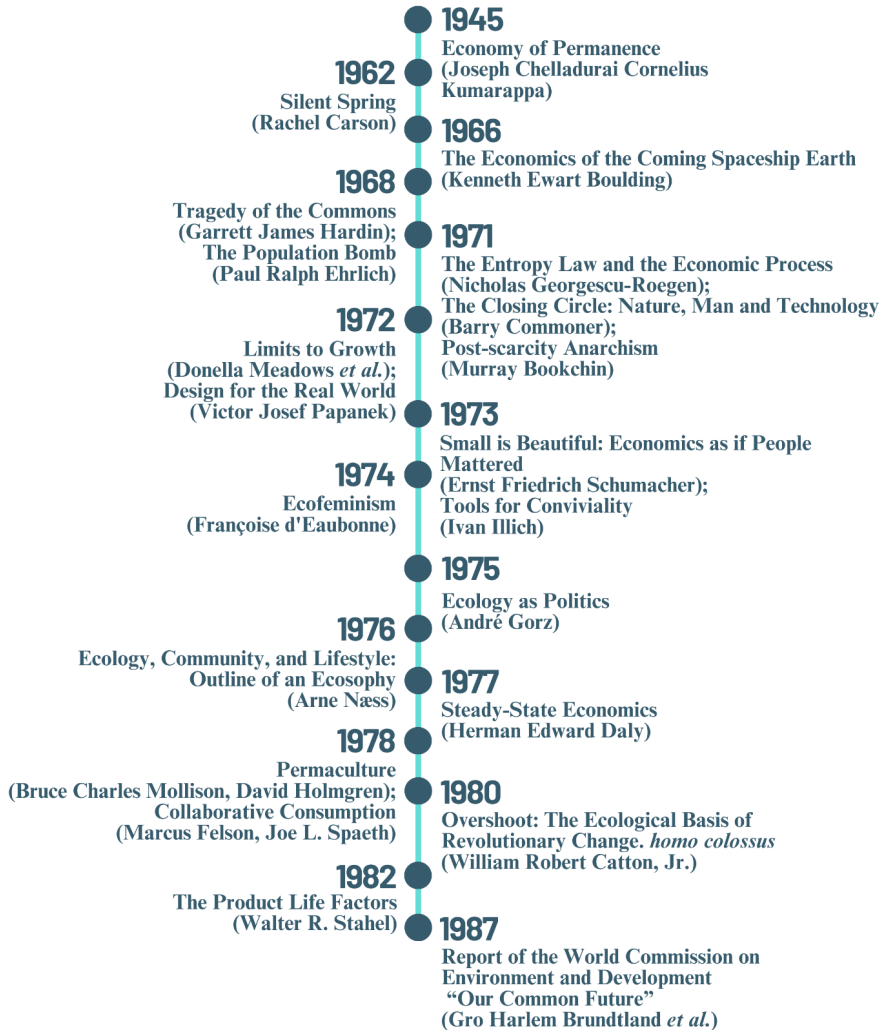 1945
Economy of Permanence
(Joseph Chelladurai Cornelius
Kumarappa)
1962
Silent Spring
(Rachel Carson)
1966
The Economics of the Coming Spaceship Earth
(Kenneth Ewart Boulding)
1968
Tragedy of the Commons
(Garrett James Hardin);
The Population Bomb
(Paul Ralph Ehrlich)
1971
The Entropy Law and the Economic Process
(Nicholas Georgescu-Roegen);
The Closing Circle: Nature, Man and Technology
(Barry Commoner);
Post-scarcity Anarchism
(Murray Bookchin)
1972
Limits to Growth
(Donella Meadows et al.);
Design for the Real World
(Victor Josef Papanek)
1973
Small is Beautiful: Economics as if People
Mattered
(Ernst Friedrich Schumacher);
Tools for Conviviality
(Ivan Illich)
1974
Ecofeminism
(Françoise d'Eaubonne)
1975
Ecology as Politics
(André Gorz)
1976
Ecology, Community, and Lifestyle:
Outline of an Ecosophy
(Arne Næss)
1977
Steady-State Economics
(Herman Edward Daly)
1978
Permaculture
(Bruce Charles Mollison, David Holmgren);
Collaborative Consumption
(Marcus Felson, Joe L. Spaeth)
1980
Overshoot: The Ecological Basis of
Revolutionary Change. homo colossus
(William Robert Catton, Jr.)
1982
The Product Life Factors
(Walter R. Stahel)
1987
Report of the World Commission on
Environment and Development
“Our Common Future”
(Gro Harlem Brundtland et al.)